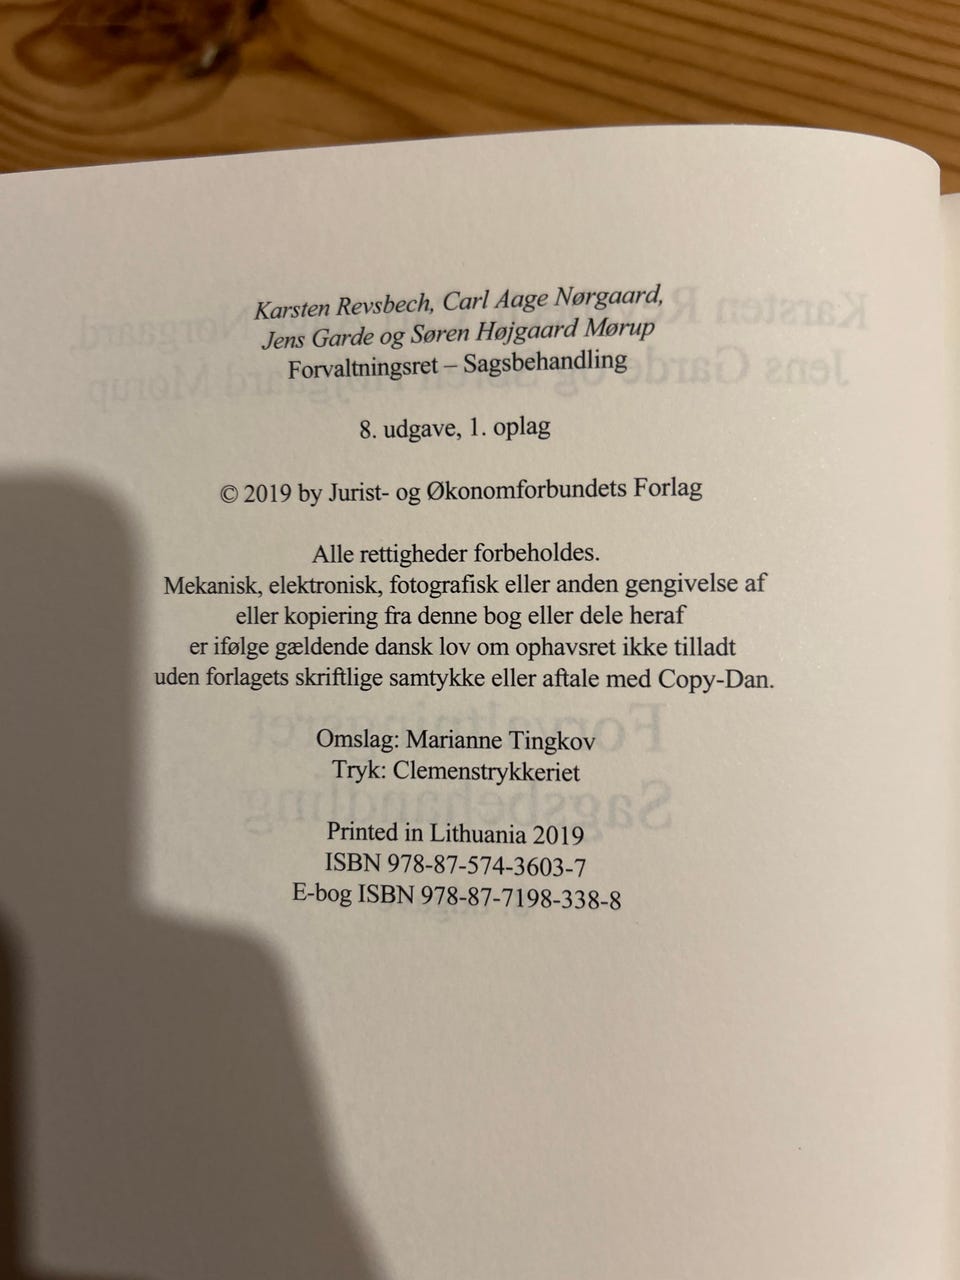 Karsten Revsbech, Carl Aage Nørgaard,
Jens Garde og Søren Højgaard Mørup
Forvaltningsret – Sagsbehandling
8. udgave, 1. oplag
© 2019 by Jurist- og Økonomforbundets Forlag
Alle rettigheder forbeholdes.
Mekanisk, elektronisk, fotografisk eller anden gengivelse af
eller kopiering fra denne bog eller dele heraf
er ifølge gældende dansk lov om ophavsret ikke tilladt
uden forlagets skriftlige samtykke eller aftale med Copy-Dan.
Omslag: Marianne Tingkov
Tryk: Clemenstrykkeriet
Printed in Lithuania 2019
ISBN 978-87-574-3603-7
E-bog ISBN 978-87-7198-338-8